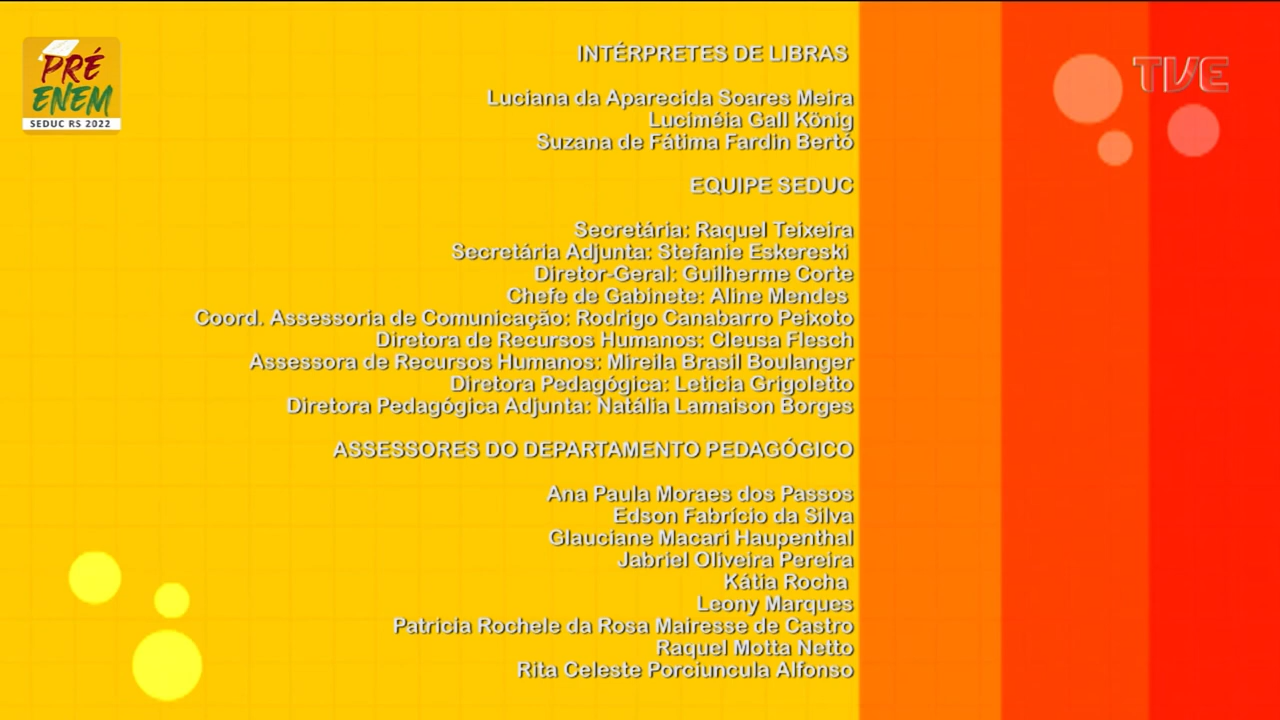 PRÉ
ENEM
SEDUC RS 2022
TVE
INTÉRPRETES DE LIBRAS
Luciana da Aparecida Soares Meira
Luciméia Gall König
Suzana de Fátima Fardin Bertó
EQUIPE SEDUC
Secretária: Raquel Teixeira
Secretária Adjunta: Stefanie Eskereski
Diretor-Geral: Guilherme Corte
Chefe de Gabinete: Aline Mendes
Coord. Assessoria de Comunicação: Rodrigo Canabarro Peixoto
Diretora de Recursos Humanos: Cleusa Flesch
Assessora de Recursos Humanos: Mireila Brasil Boulanger
Diretora Pedagógica: Leticia Grigoletto
Diretora Pedagógica Adjunta: Natália Lamaison Borges
ASSESSORES DO DEPARTAMENTO PEDAGÓGICO
Ana Paula Moraes dos Passos
Edson Fabrício da Silva
Glauciane Macari Haupenthal
Jabriel Oliveira Pereira
Kátia Rocha
Leony Marques
Patricia Rochele da Rosa Mairesse de Castro
Raquel Motta Netto
Rita Celeste Porciuncula Alfonso